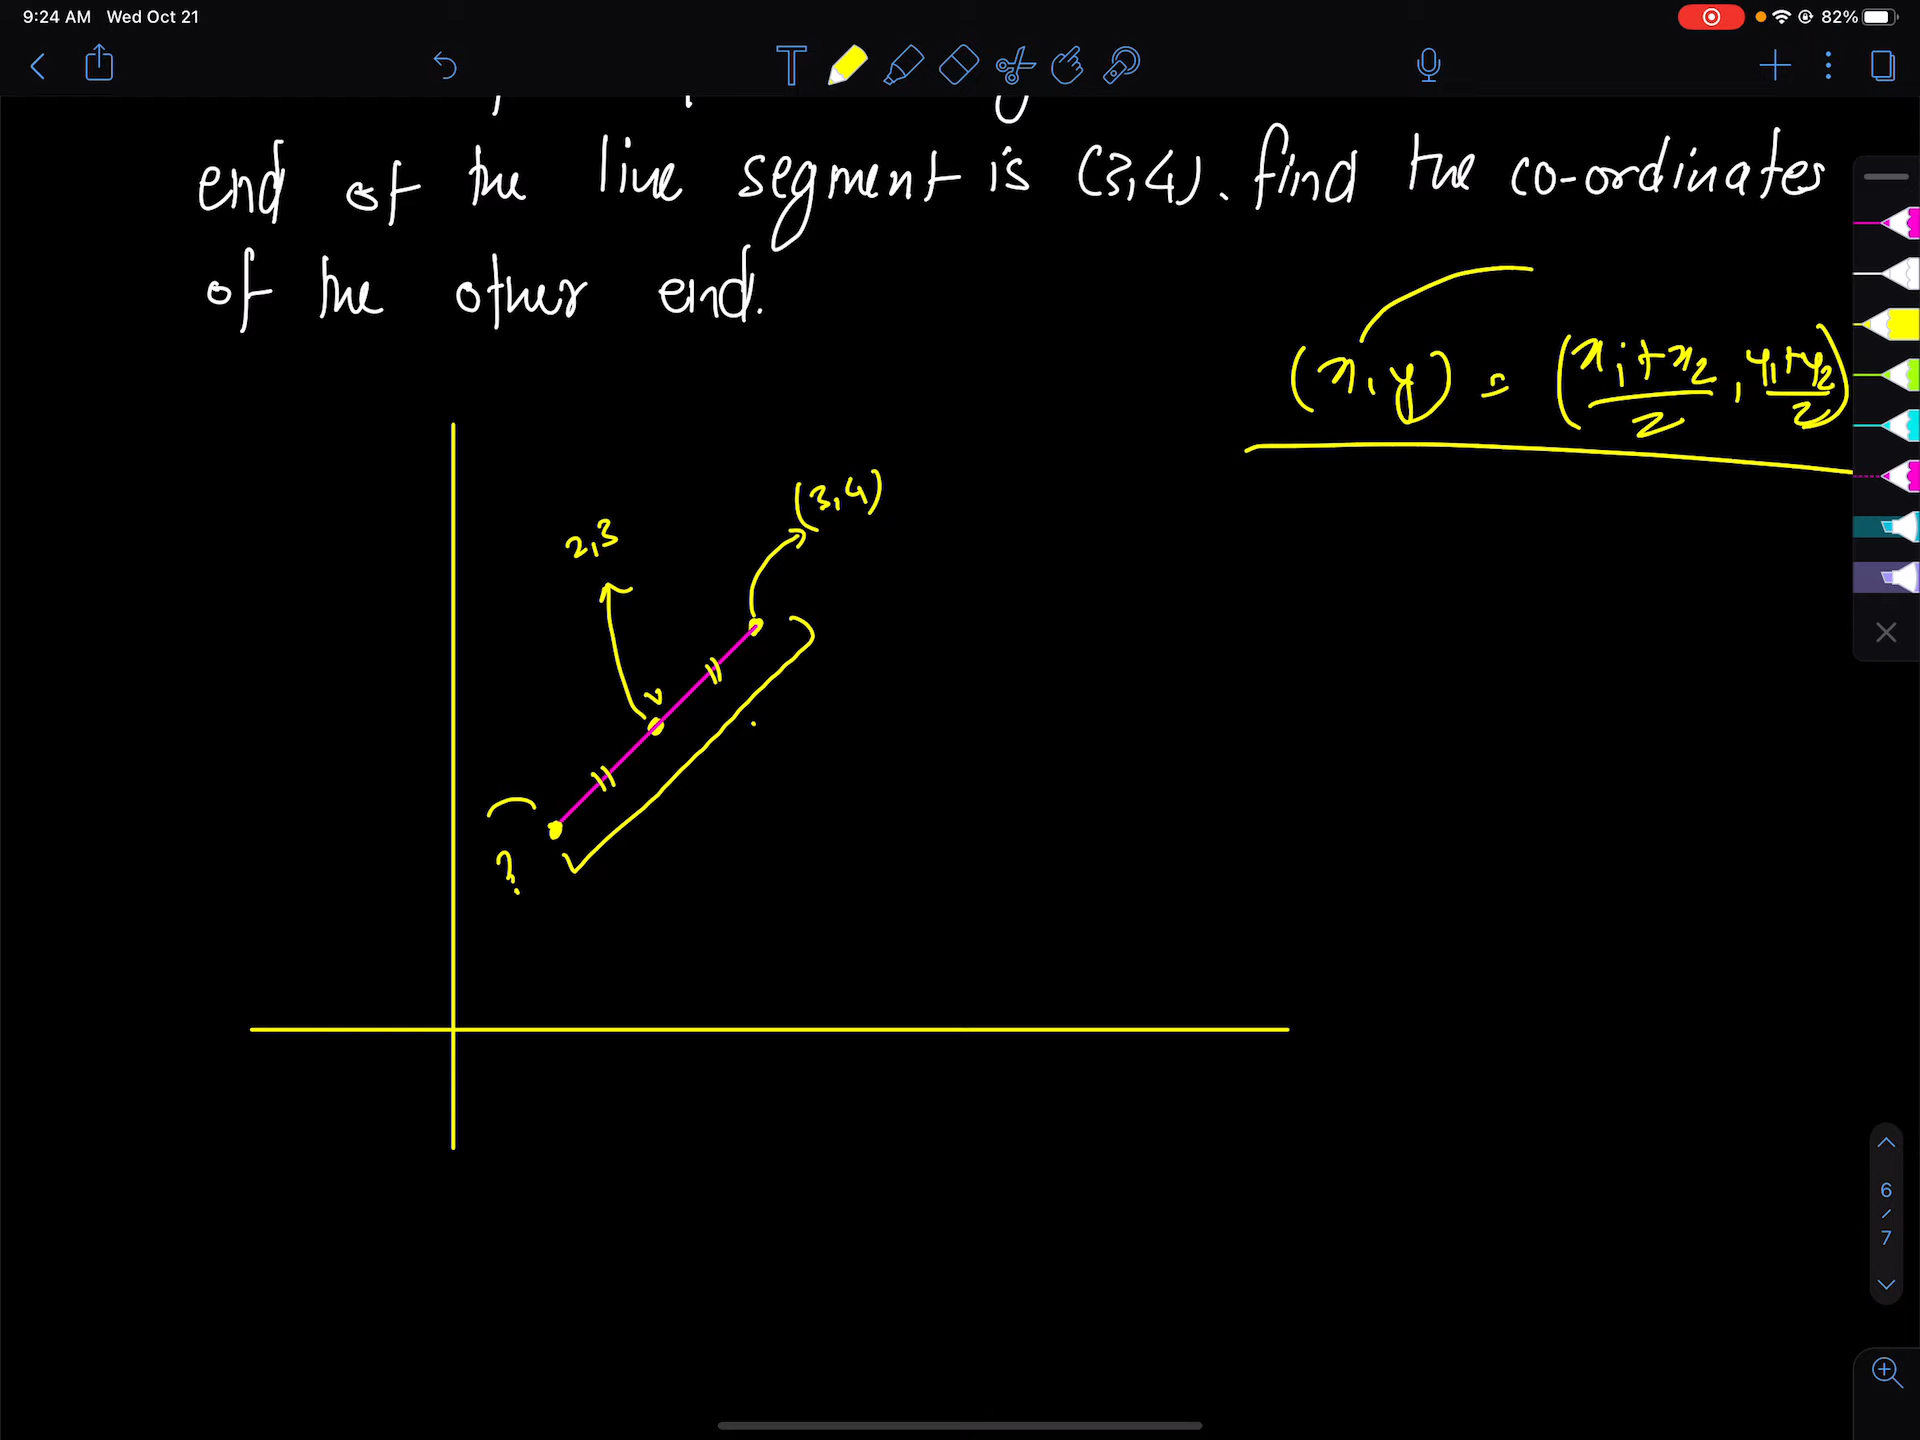 9:24 AM Wed Oct 21
82%
end of the line segment is (3,4). find the co-ordinates
of the other end.
(x, y) = (x1+x2/2, y1+y2/2)
(3,4)
2,3
?
6
/
7